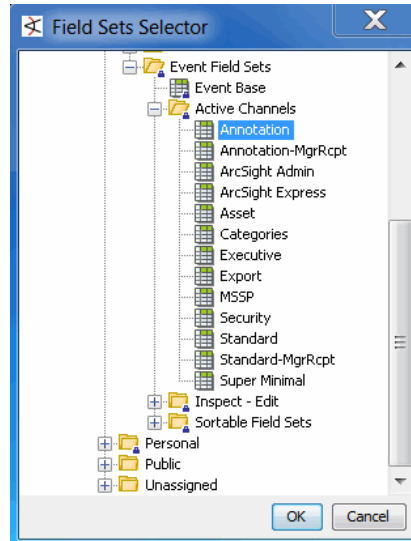 Field Sets Selector
Event Field Sets
Event Base
Active Channels
Annotation
Annotation-MgrRcpt
ArcSight Admin
ArcSight Express
Asset
Categories
Executive
Export
MSSP
Security
Standard
Standard-MgrRcpt
Super Minimal
Inspect - Edit
Sortable Field Sets
Personal
Public
Unassigned
OK Cancel